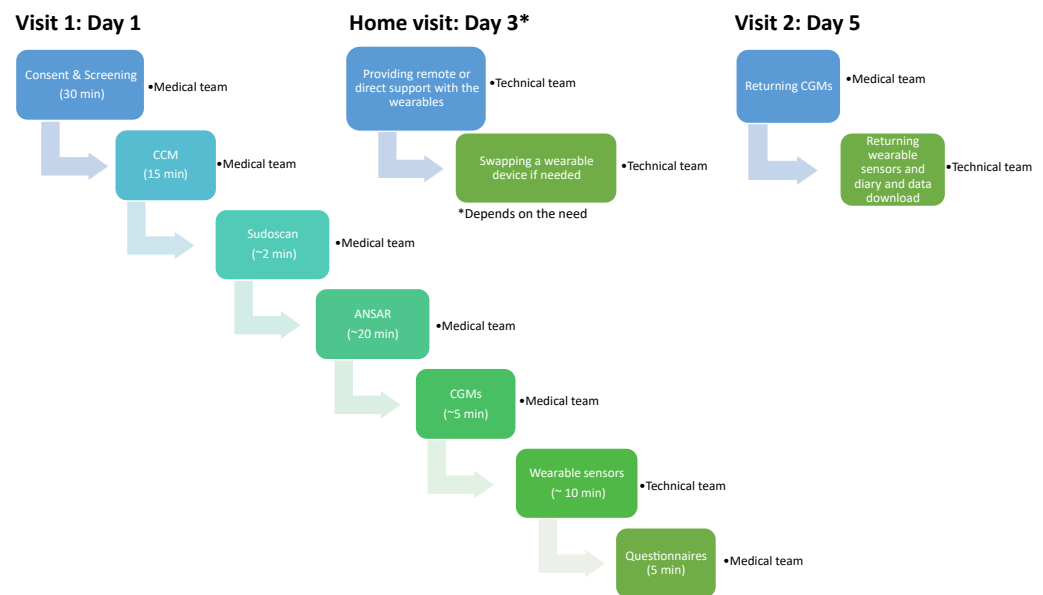 Visit 1: Day 1
Consent & Screening
(30 min)
•Medical team
CCM
(15 min)
•Medical team
Sudoscan
(~2 min)
•Medical team
ANSAR
(~20 min)
•Medical team
CGMs
(~5 min)
•Medical team
Wearable sensors
(~ 10 min)
•Technical team
Questionnaires
(5 min)
•Medical team
Home visit: Day 3*
Providing remote or
direct support with the
wearables
•Technical team
Swapping a wearable
device if needed
•Technical team
*Depends on the need
Visit 2: Day 5
Returning CGMs
•Medical team
Returning
wearable
sensors and
diary and data
download
•Technical team